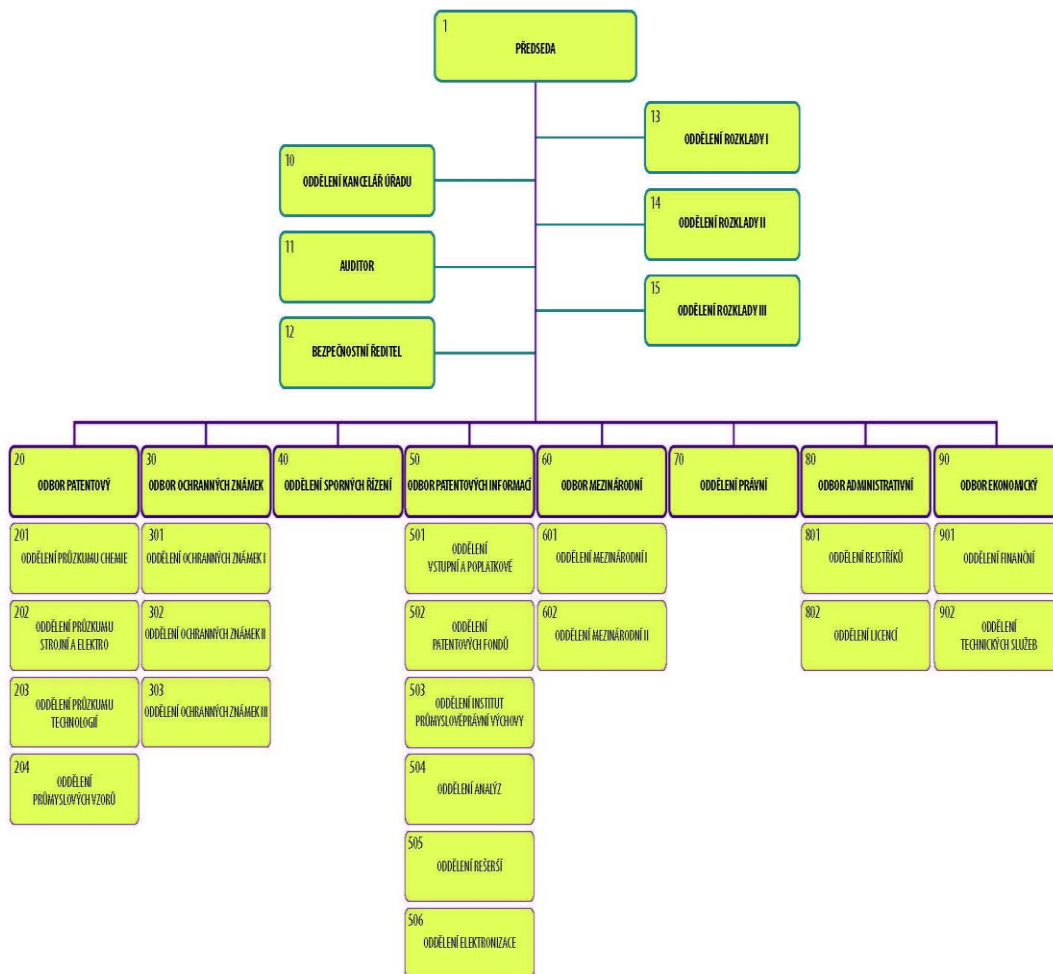 1
PŘEDSEDA
13
ODDĚLENÍ ROZKLADY I
10
ODDĚLENÍ KANCELÁŘ ÚŘADU
14
ODDĚLENÍ ROZKLADY II
11
AUDITOR
15
ODDĚLENÍ ROZKLADY III
12
BEZPEČNOSTNÍ ŘEDITEL
20
ODBOR PATENTOVÝ
30
ODBOR OCHRANNÝCH ZNÁMEK
40
ODDĚLENÍ SPORNÝCH ŘÍZENÍ
50
ODBOR PATENTOVÝCH INFORMACÍ
60
ODBOR MEZINÁRODNÍ
70
ODDĚLENÍ PRÁVNÍ
80
ODBOR ADMINISTRATIVNÍ
90
ODBOR EKONOMICKÝ
201
ODDĚLENÍ PRŮZKUMU CHEMIE
301
ODDĚLENÍ OCHRANNÝCH ZNÁMEK I
501
ODDĚLENÍ
VSTUPNÍ A POPLATKOVÉ
601
ODDĚLENÍ MEZINÁRODNÍ I
801
ODDĚLENÍ REJSTŘÍKŮ
901
ODDĚLENÍ FINANČNÍ
202
ODDĚLENÍ PRŮZKUMU
STROJNÍ A ELEKTRO
302
ODDĚLENÍ OCHRANNÝCH ZNÁMEK II
502
ODDĚLENÍ
PATENTOVÝCH FONDŮ
602
ODDĚLENÍ MEZINÁRODNÍ II
802
ODDĚLENÍ LICENCÍ
902
ODDĚLENÍ
TECHNICKÝCH SLUŽEB
203
ODDĚLENÍ PRŮZKUMU
TECHNOLOGIÍ
303
ODDĚLENÍ OCHRANNÝCH ZNÁMEK III
503
ODDĚLENÍ INSTITUT
PRŮMYSLOVĚPRÁVNÍ VÝCHOVY
204
ODDĚLENÍ
PRŮMYSLOVÝCH VZORŮ
504
ODDĚLENÍ ANALÝZ
505
ODDĚLENÍ REŠERŠÍ
506
ODDĚLENÍ ELEKTRONIZACE